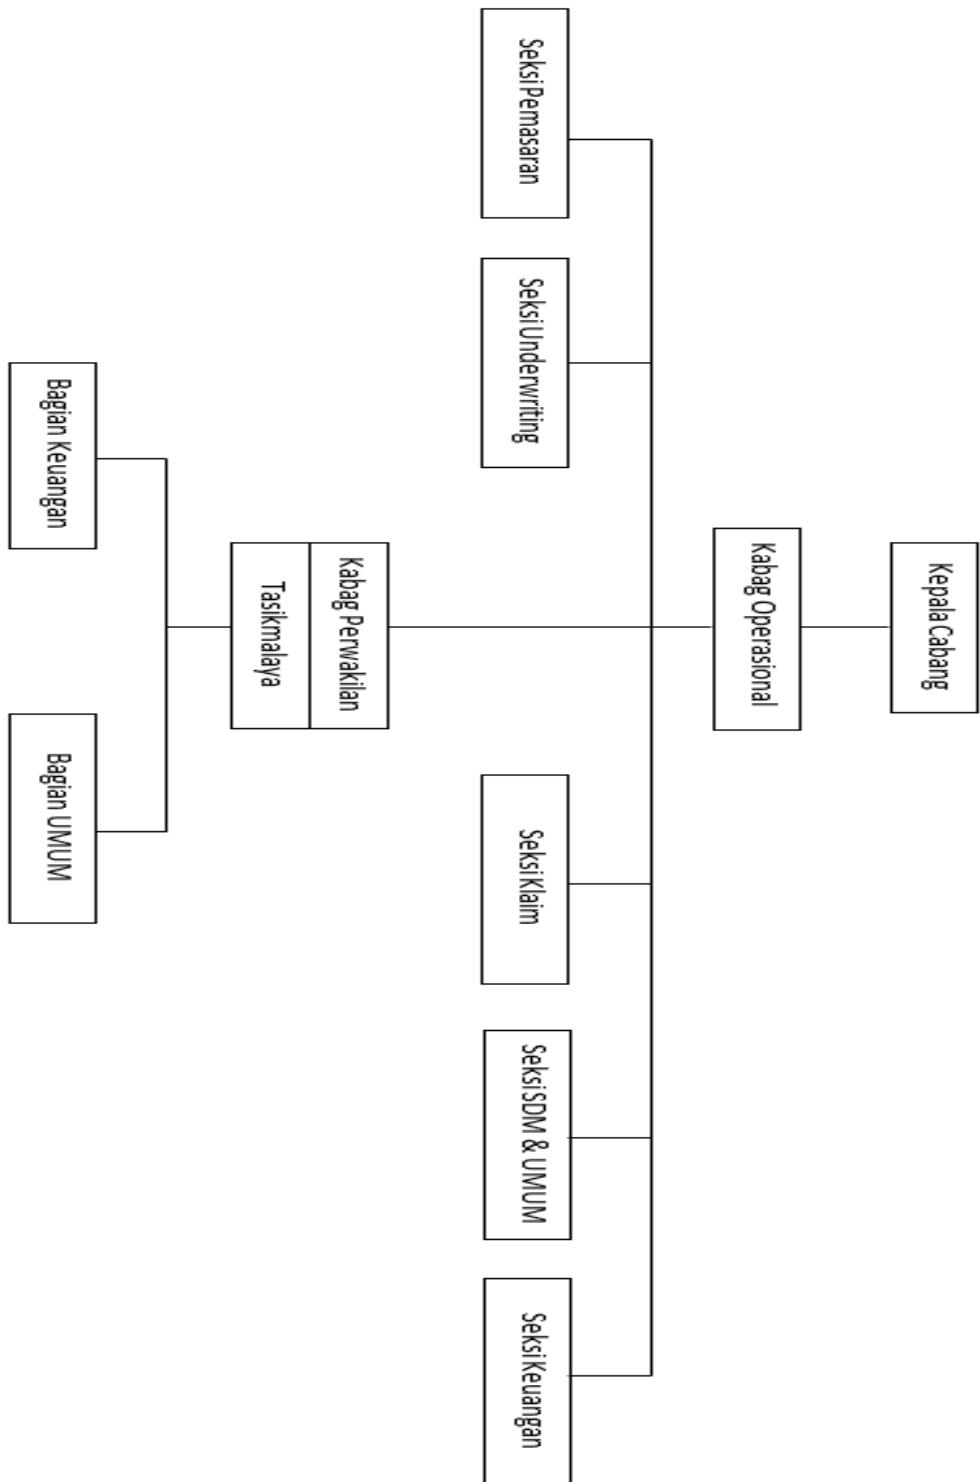 Kepala Cabang
Kabag Operasional
Seksi Pemasaran
Seksi Underwriting
Seksi Klaim
Seksi SDM & UMUM
Seksi Keuangan
Kabag Perwakilan
Tasikmalaya
Bagian Keuangan
Bagian UMUM